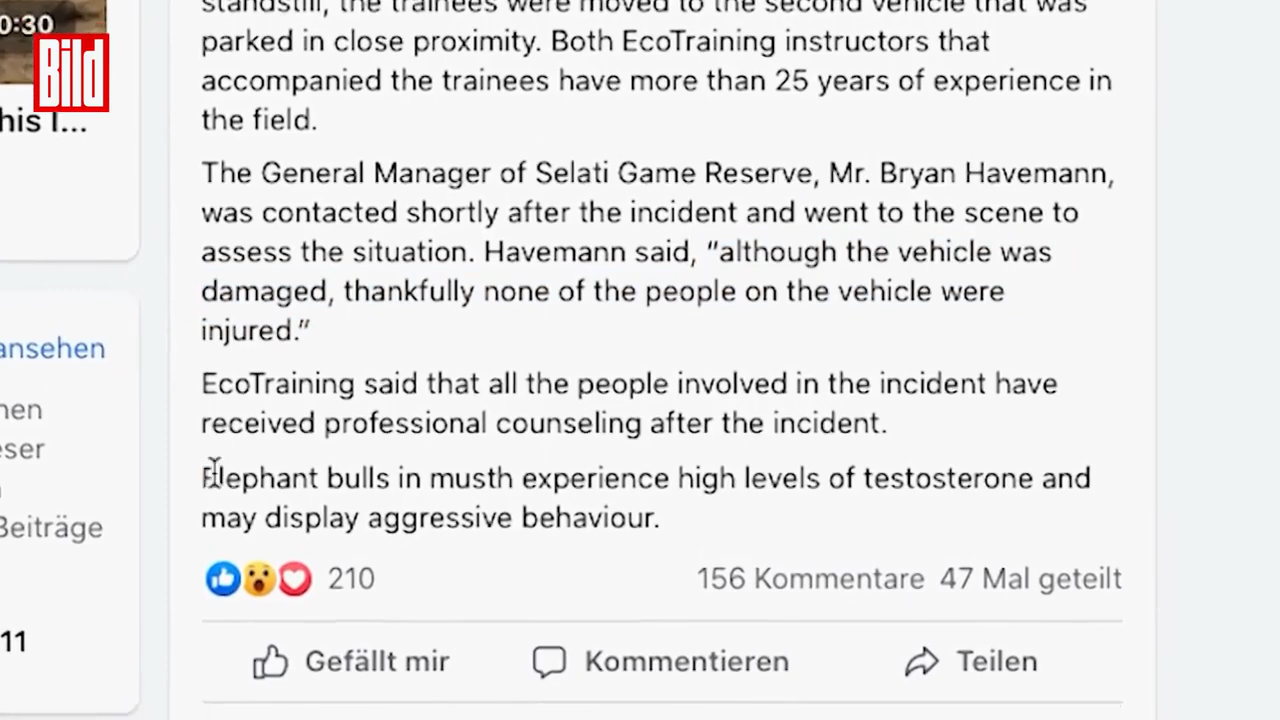 standstill, the trainees were moved to the second vehicle that was
parked in close proximity. Both EcoTraining instructors that
accompanied the trainees have more than 25 years of experience in
the field.
The General Manager of Selati Game Reserve, Mr. Bryan Havemann,
was contacted shortly after the incident and went to the scene to
assess the situation. Havemann said, "although the vehicle was
damaged, thankfully none of the people on the vehicle were
injured."
EcoTraining said that all the people involved in the incident have
received professional counseling after the incident.
Elephant bulls in musth experience high levels of testosterone and
may display aggressive behaviour.
210
156 Kommentare 47 Mal geteilt
Gefällt mir
Kommentieren
Teilen
0:30
Bild
his I...
ansehen
nen
eser
Beiträge
11